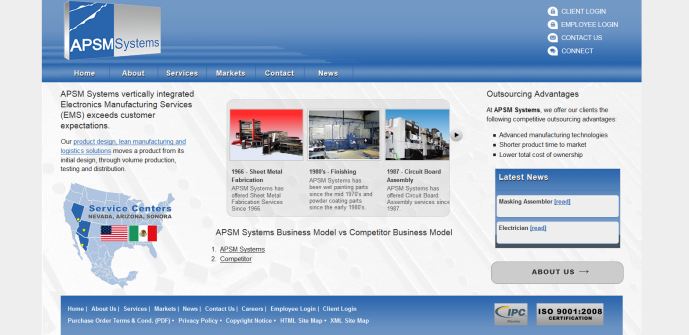 APSM Systems
CLIENT LOGIN
EMPLOYEE LOGIN
CONTACT US
CONNECT
Home About Services Markets Contact News
APSM Systems vertically integrated
Electronics Manufacturing Services
(EMS) exceeds customer
expectations.
Our product design, lean manufacturing and
logistics solutions moves a product from its
initial design, through volume production,
testing and distribution.
Service Centers
NEVADA, ARIZONA, SONORA
1966 - Sheet Metal
Fabrication
APSM Systems has
offered Sheet Metal
Fabrication Services
Since 1966
1980's - Finishing
APSM Systems has
been wet painting parts
since the mid 1970's and
powder coating parts
since the early 1980's.
1987 - Circuit Board
Assembly
APSM Systems has
offered Circuit Board
Assembly services since
1987
APSM Systems Business Model vs Competitor Business Model
1. APSM Systems
2. Competitor
Outsourcing Advantages
At APSM Systems, we offer our clients the
following competitive outsourcing advantages:
Advanced manufacturing technologies
Shorter product time to market
Lower total cost of ownership
Latest News
Masking Assembler [read]
Electrician [read]
ABOUT US →
Home | About Us | Services | Markets | News | Contact Us | Careers | Employee Login | Client Login
Purchase Order Terms & Cond. (PDF) • Privacy Policy • Copyright Notice • HTML Site Map • XML Site Map
IPC
ISO 9001:2008
CERTIFICATION